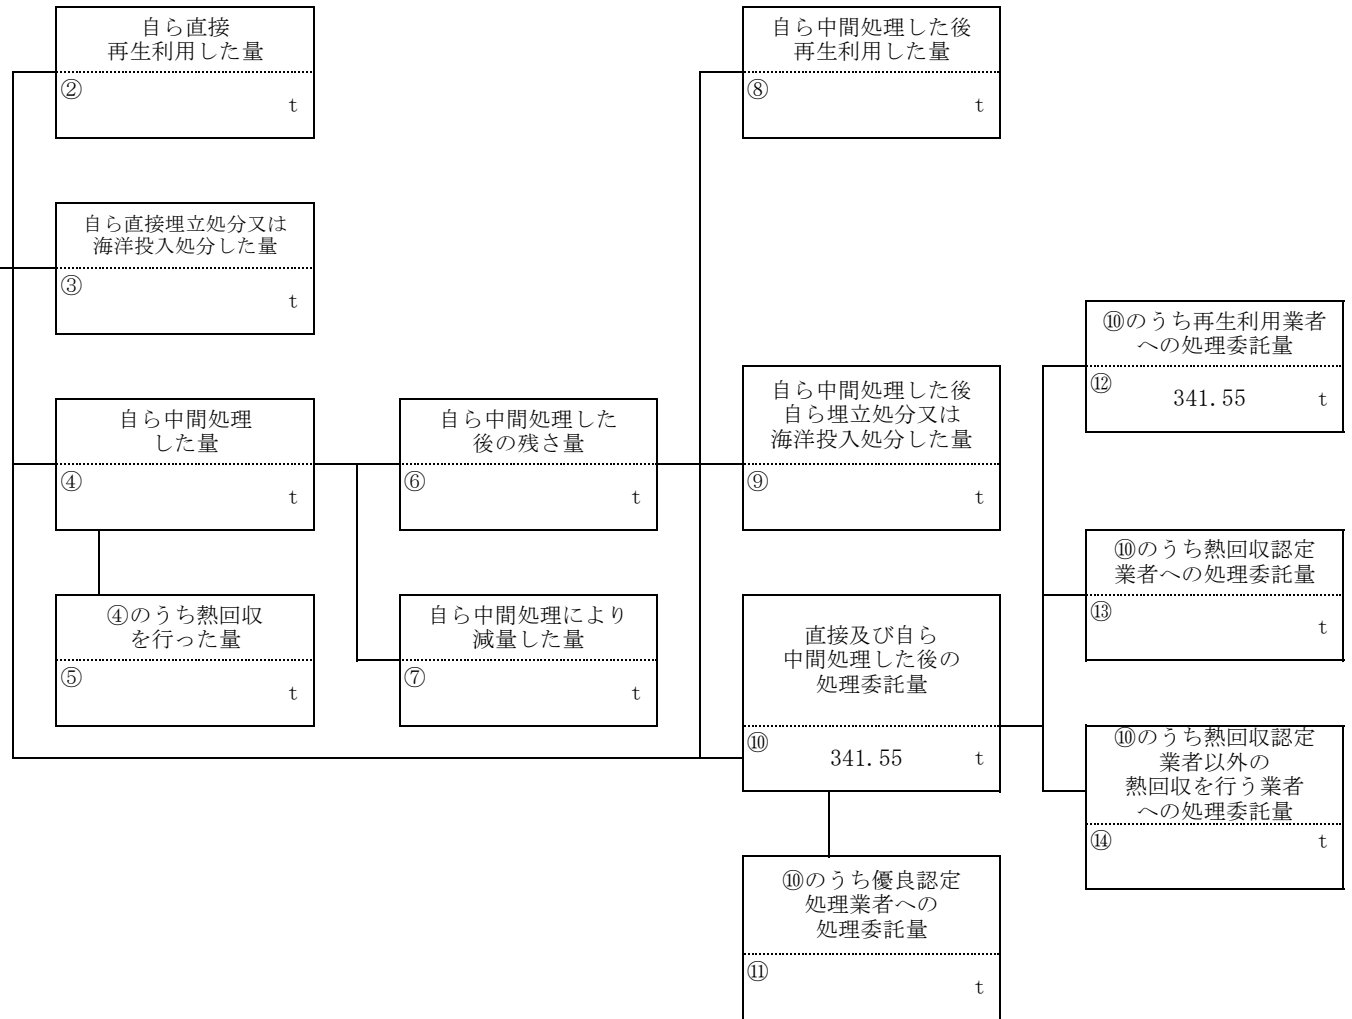 自ら直接
再生利用した量
②
t
自ら中間処理した後
再生利用した量
⑧
t
自ら直接埋立処分又は
海洋投入処分した量
③
t
⑩のうち再生利用業者
への処理委託量
⑫
341.55 t
自ら中間処理
した量
④
t
自ら中間処理した
後の残さ量
⑥
t
自ら中間処理した後
自ら埋立処分又は
海洋投入処分した量
⑨
t
⑩のうち熱回収認定
業者への処理委託量
⑬
t
④のうち熱回収
を行った量
⑤
t
自ら中間処理により
減量した量
⑦
t
直接及び自ら
中間処理した後の
処理委託量
⑩
341.55 t
⑩のうち熱回収認定
業者以外の
熱回収を行う業者
への処理委託量
⑭
t
⑩のうち優良認定
処理業者への
処理委託量
⑪
t